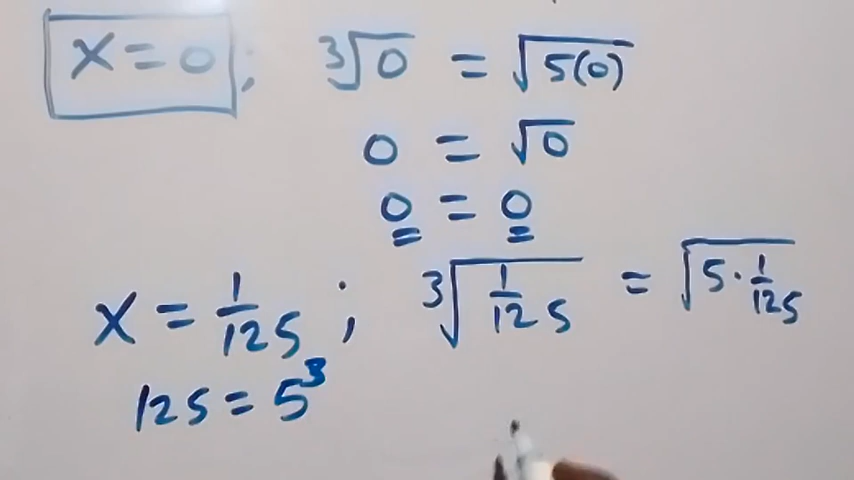 x = 0 ; ∛0 = √5(0)
0 = √0
0 = 0
x = 1/125 ; ∛(1/125) = √(5·1/125)
125 = 5³